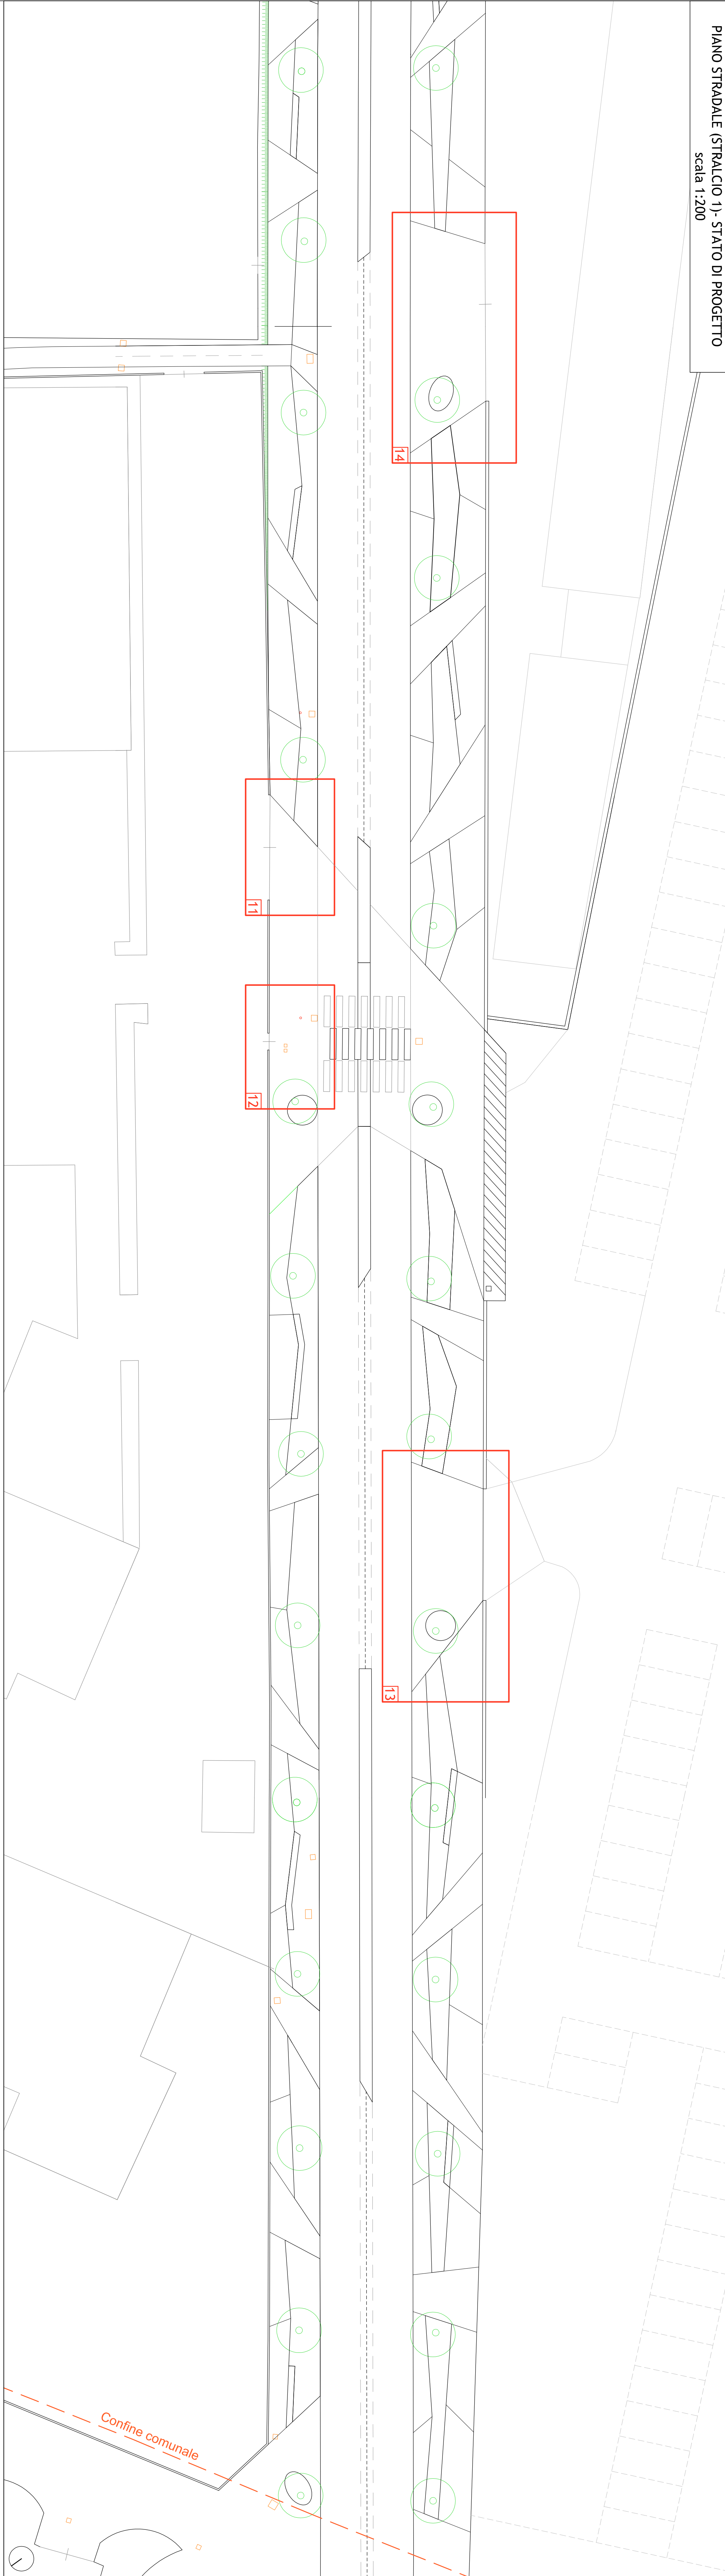 PIANO STRADALE (STRALCIO 1)- STATO DI PROGETTO
scala 1:200
14
11
12
13
Confine comunale